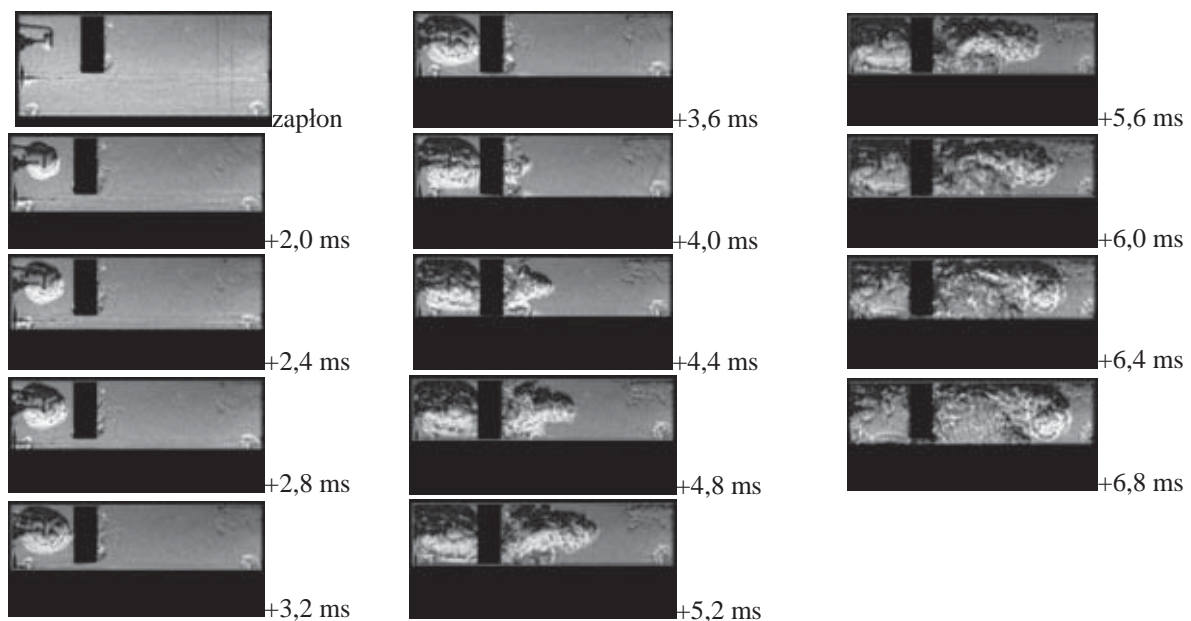 zapłon
+2,0 ms
+2,4 ms
+2,8 ms
+3,2 ms
+3,6 ms
+4,0 ms
+4,4 ms
+4,8 ms
+5,2 ms
+5,6 ms
+6,0 ms
+6,4 ms
+6,8 ms